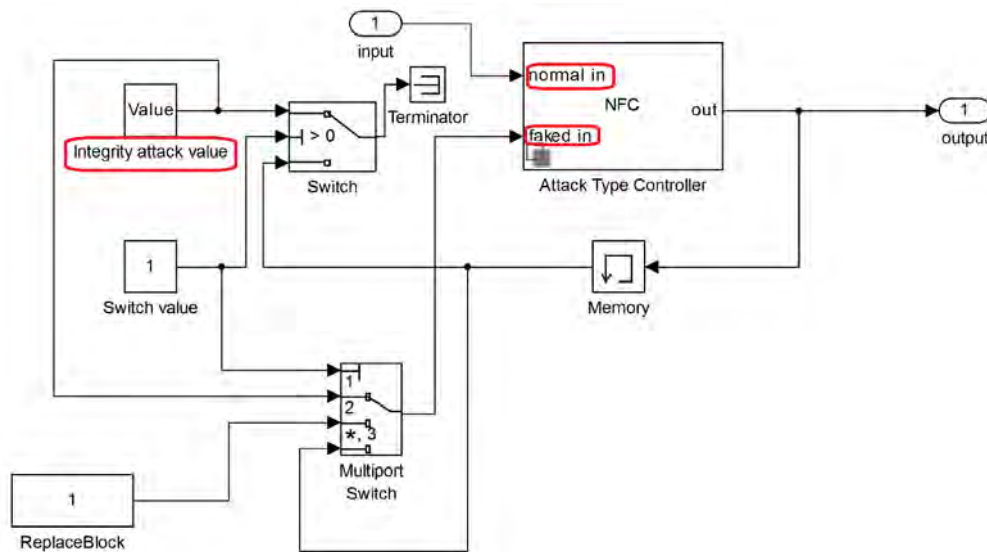 1
input
normal in
NFC
out
faked in
Attack Type Controller
1
output
Value
Integrity attack value
> 0
Switch
Terminator
1
Switch value
Memory
1
2
*, 3
Multiport
Switch
1
ReplaceBlock